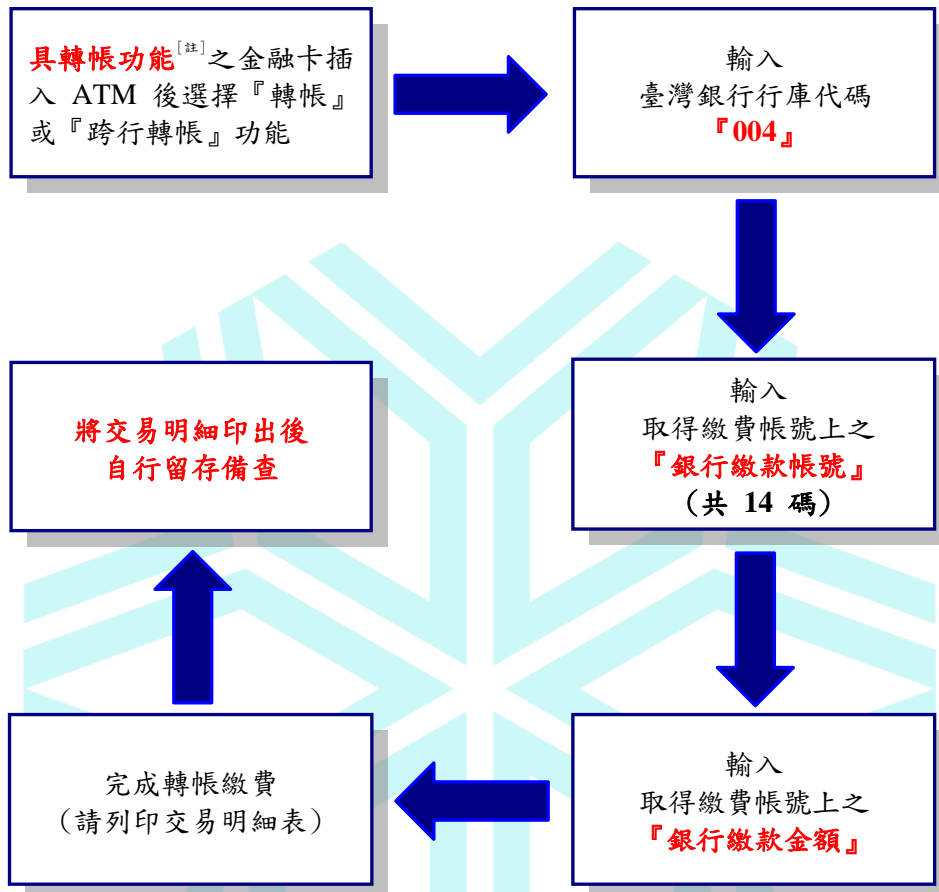 具轉帳功能[註]之金融卡插
入 ATM 後選擇『轉帳』
或『跨行轉帳』功能
輸入
臺灣銀行行庫代碼
『004』
輸入
取得繳費帳號上之
『銀行繳款帳號』
（共 14 碼）
輸入
取得繳費帳號上之
『銀行繳款金額』
完成轉帳繳費
（請列印交易明細表）
將交易明細印出後
自行留存備查